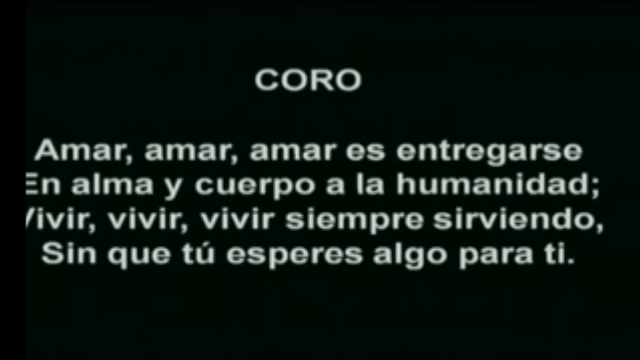 CORO
Amar, amar, amar es entregarse
En alma y cuerpo a la humanidad;
Vivir, vivir, vivir siempre sirviendo,
Sin que tú esperes algo para ti.